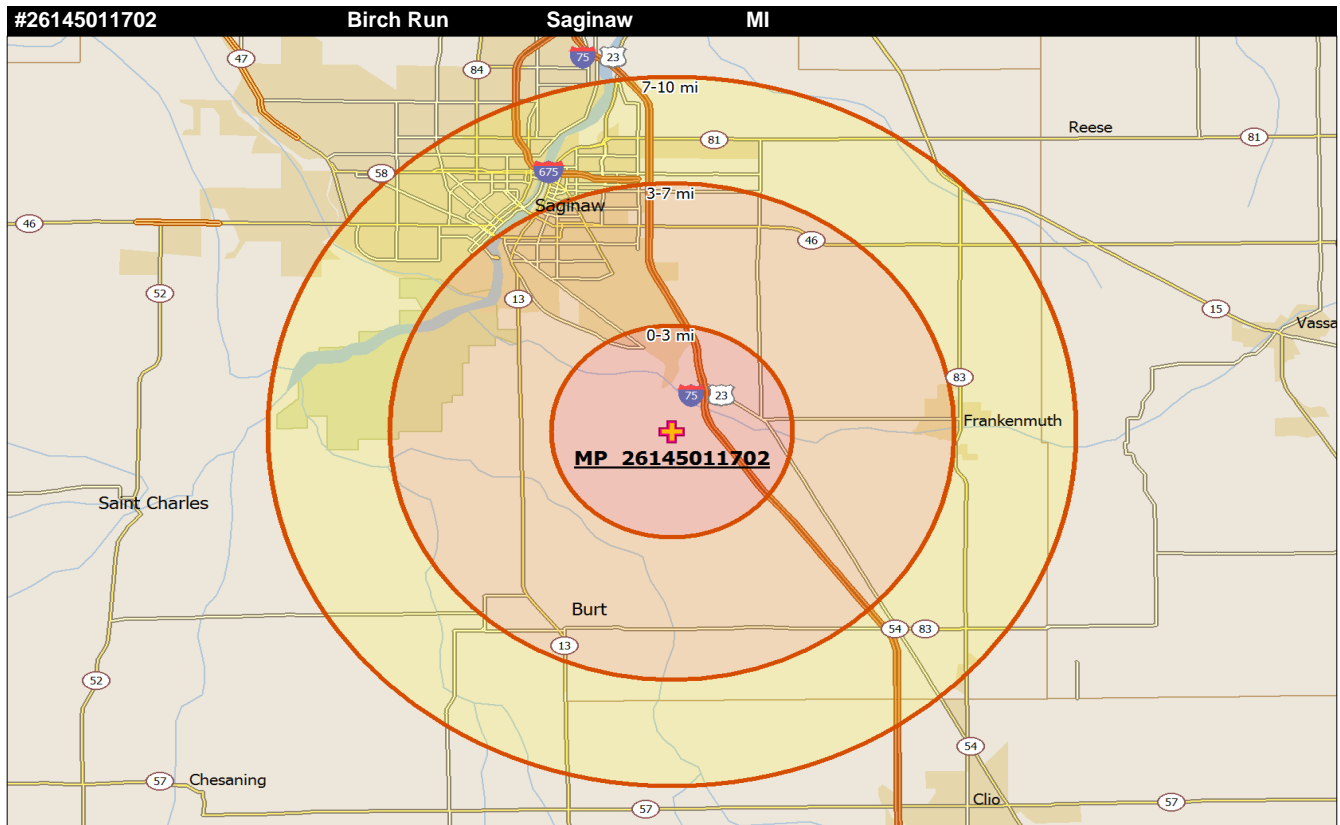 #26145011702 Birch Run Saginaw MI
47
75 23
84
7-10 mi
Reese
81
81
58
675
3-7 mi
Saginaw
46
46
52
13
15
Vassa
0-3 mi
83
75 23
Frankenmuth
MP 26145011702
Saint Charles
Burt
54 83
13
52
54
Chesaning
57
Clio
57
57